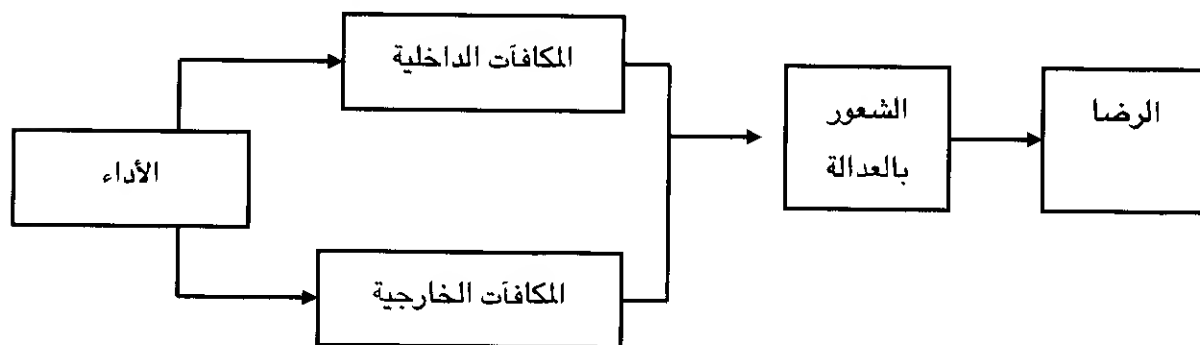 الأداء
المكافآت الداخلية
المكافآت الخارجية
الشعور
بالعدالة
الرضا